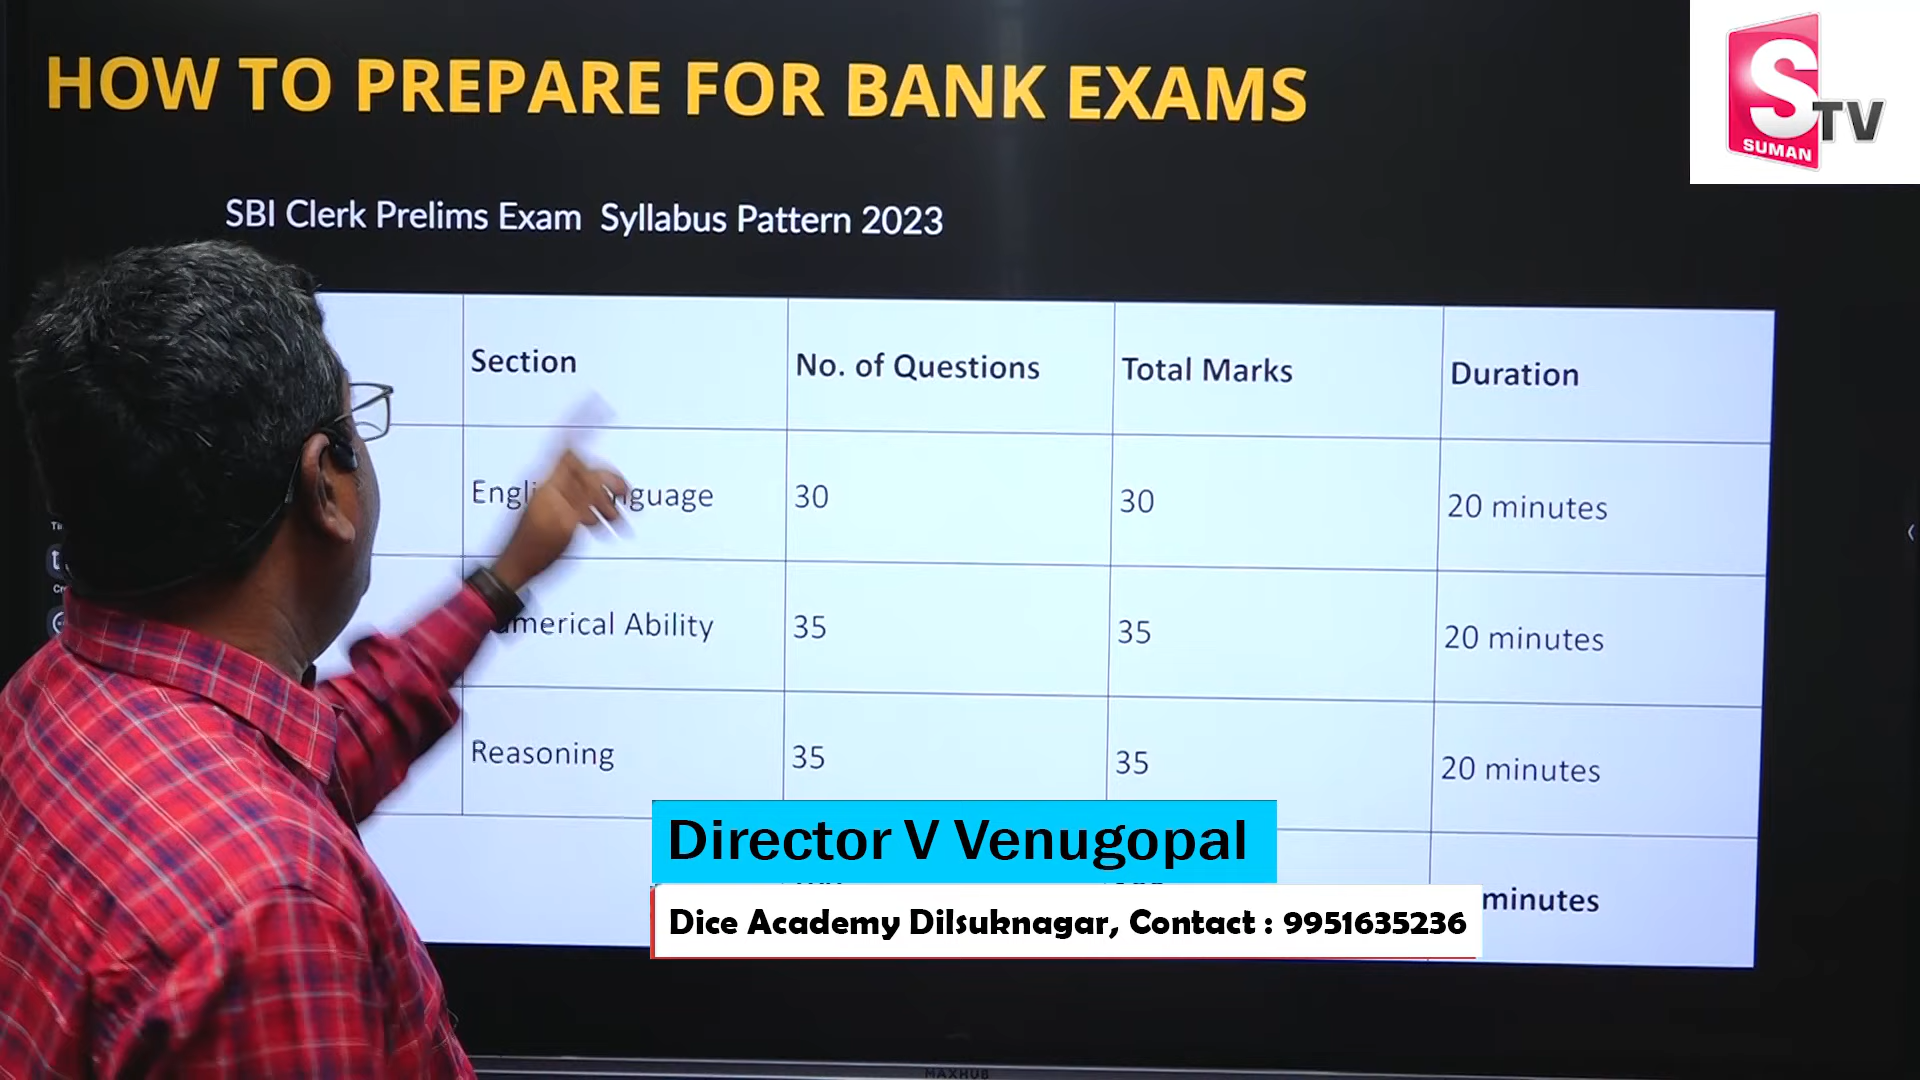 HOW TO PREPARE FOR BANK EXAMS
S TV
SUMAN
SBI Clerk Prelims Exam Syllabus Pattern 2023
Section No. of Questions Total Marks Duration
30 30 20 minutes
Ability 35 35 20 minutes
Reasoning 35 35 20 minutes
minutes
Director V Venugopal
Dice Academy Dilsuknagar, Contact : 9951635236
MAXHUB